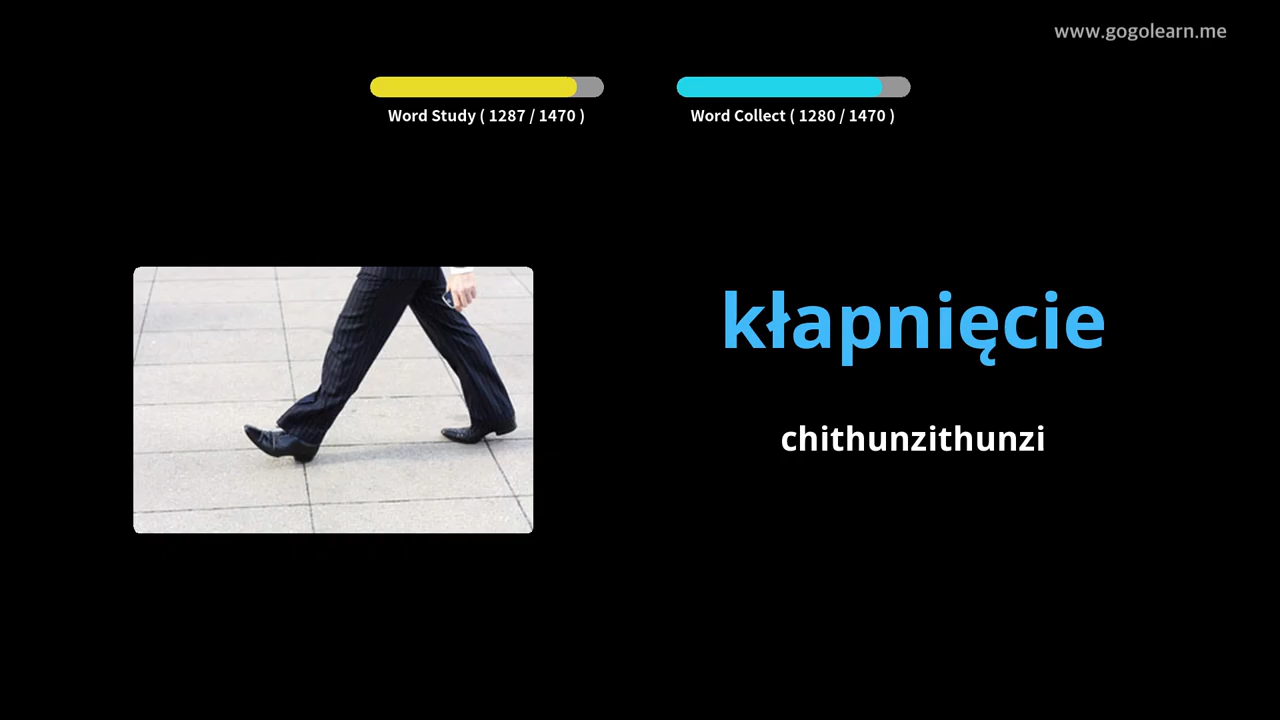 www.gogolearn.me
Word Study ( 1287 / 1470 )
Word Collect ( 1280 / 1470 )
kłapnięcie
chithunzithunzi